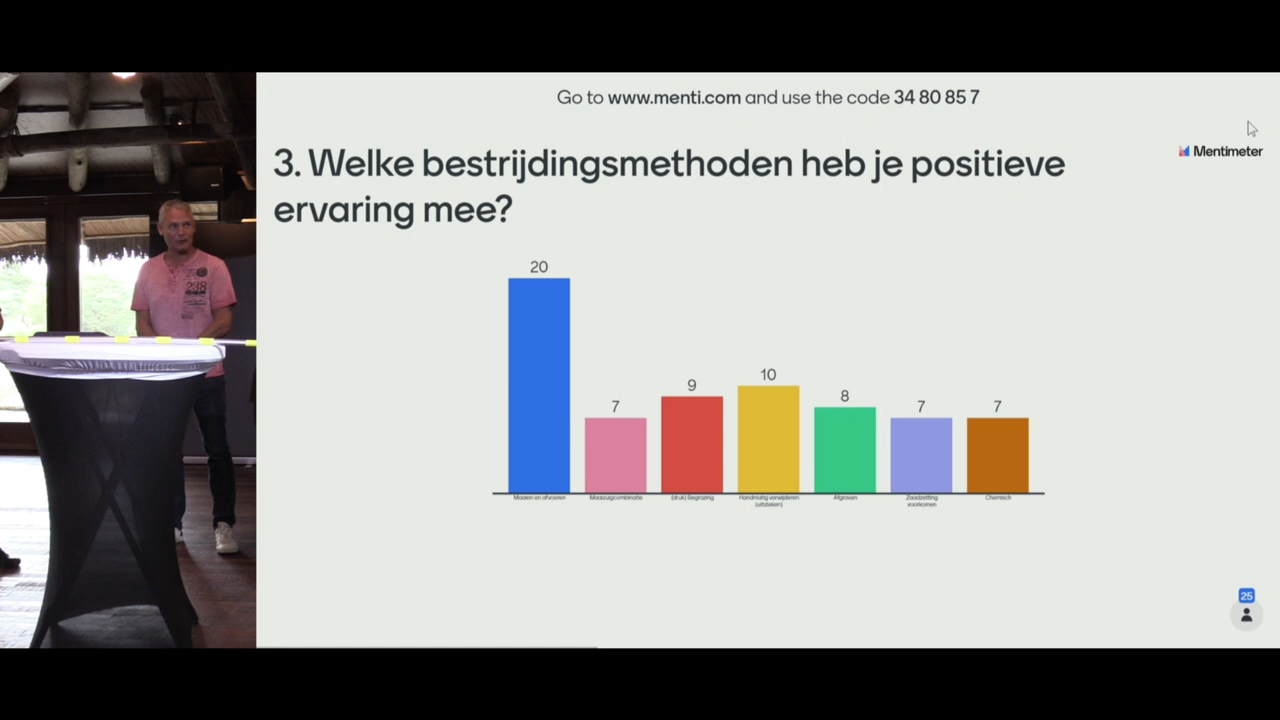 Go to www.menti.com and use the code 34 80 85 7
Mentimeter
3. Welke bestrijdingsmethoden heb je positieve
ervaring mee?
20
7
9
10
8
7
7
Maaien en afvoeren
Maaizuigcombinatie
(druk) Begrazing
Handmatig verwijderen
(uitsteken)
Afgraven
Zaadzetting
voorkomen
Chemisch
25
238